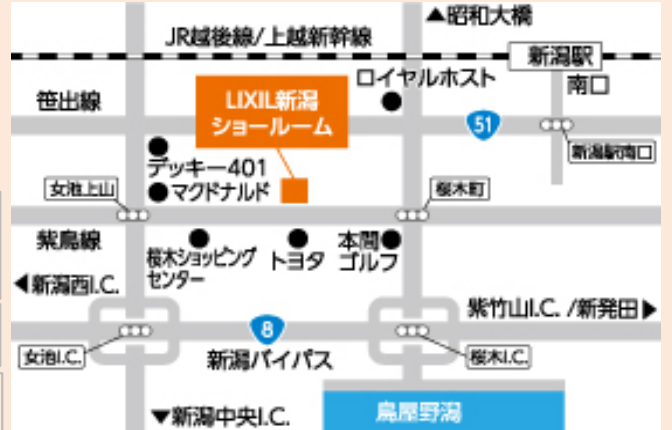 ▲昭和大橋
JR越後線/上越新幹線
新潟駅
南口
ロイヤルホスト
笹出線
LIXIL新潟
ショールーム
51
新潟駅南口
デッキー401
●マクドナルド
女池上山
桜木町
紫鳥線
桜木ショッピング
センター
トヨタ
本間
ゴルフ
◀新潟西I.C.
紫竹山I.C. /新発田▶
8
女池I.C.
新潟バイパス
桜木I.C.
▼新潟中央I.C.
鳥屋野潟